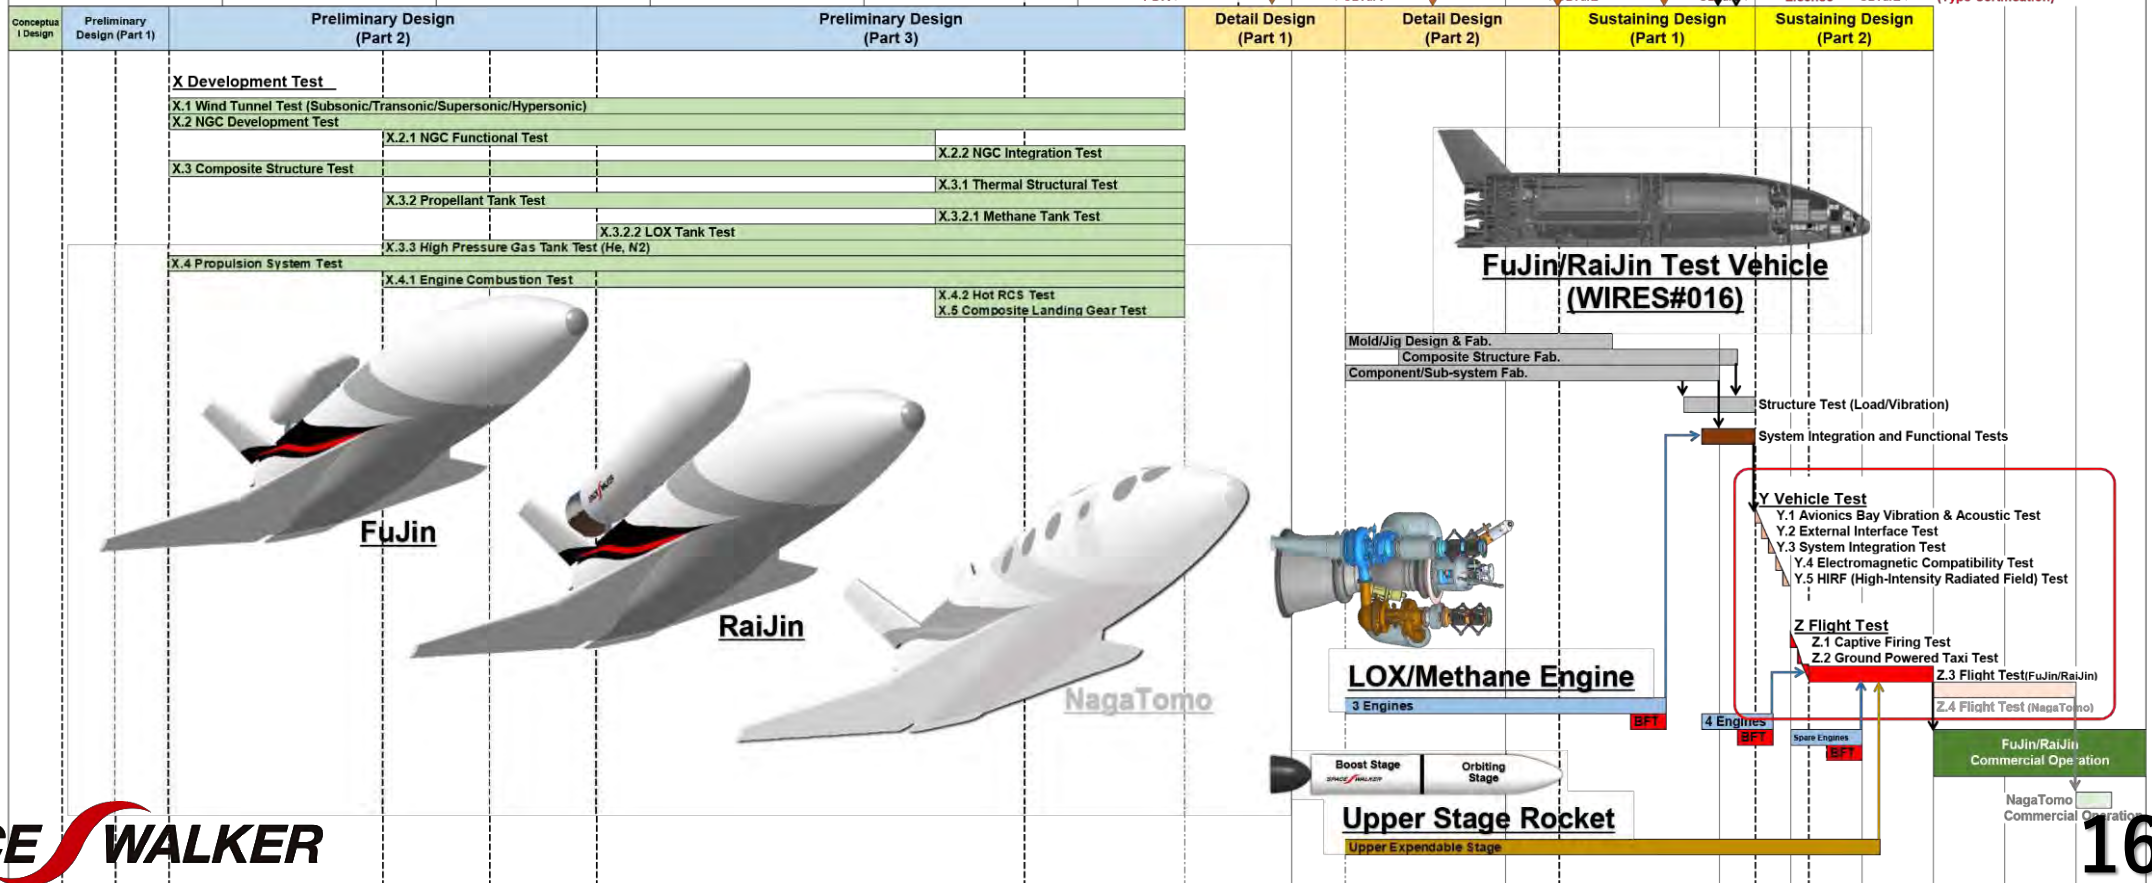 Conceptua
l Design
Preliminary
Design (Part 1)
Preliminary Design
(Part 2)
Preliminary Design
(Part 3)
Detail Design
(Part 1)
Detail Design
(Part 2)
Sustaining Design
(Part 1)
Sustaining Design
(Part 2)
X Development Test
X.1 Wind Tunnel Test (Subsonic/Transonic/Supersonic/Hypersonic)
X.2 NGC Development Test
X.2.1 NGC Functional Test
X.2.2 NGC Integration Test
X.3 Composite Structure Test
X.3.1 Thermal Structural Test
X.3.2 Propellant Tank Test
X.3.2.1 Methane Tank Test
X.3.2.2 LOX Tank Test
X.3.3 High Pressure Gas Tank Test (He, N2)
X.4 Propulsion System Test
X.4.1 Engine Combustion Test
X.4.2 Hot RCS Test
X.5 Composite Landing Gear Test
FuJin/RaiJin Test Vehicle
(WIRES#016)
Mold/Jig Design & Fab.
Composite Structure Fab.
Component/Sub-system Fab.
Structure Test (Load/Vibration)
System Integration and Functional Tests
Y Vehicle Test
Y.1 Avionics Bay Vibration & Acoustic Test
Y.2 External Interface Test
Y.3 System Integration Test
Y.4 Electromagnetic Compatibility Test
Y.5 HIRF (High-Intensity Radiated Field) Test
Z Flight Test
Z.1 Captive Firing Test
Z.2 Ground Powered Taxi Test
Z.3 Flight Test(FuJin/RaiJin)
Z.4 Flight Test (NagaTomo)
FuJin
RaiJin
NagaTomo
LOX/Methane Engine
3 Engines
BFT
4 Engines
BFT
Spare Engines
BFT
FuJin/RaiJin
Commercial Operation
NagaTomo
Commercial Operation
Boost Stage
SPACE WALKER
Orbiting
Stage
Upper Stage Rocket
Upper Expendable Stage
CE WALKER
16